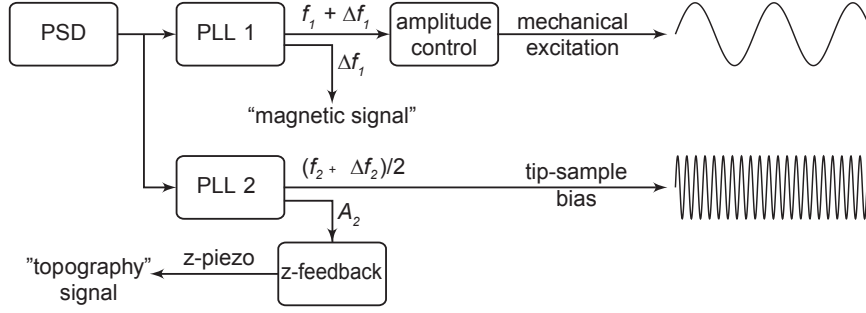 PSD
PLL 1
f₁ + Δf₁
amplitude
control
mechanical
excitation
Δf₁
“magnetic signal”
PLL 2
(f₂ + Δf₂)/2
tip-sample
bias
A₂
z-feedback
z-piezo
”topography”
signal